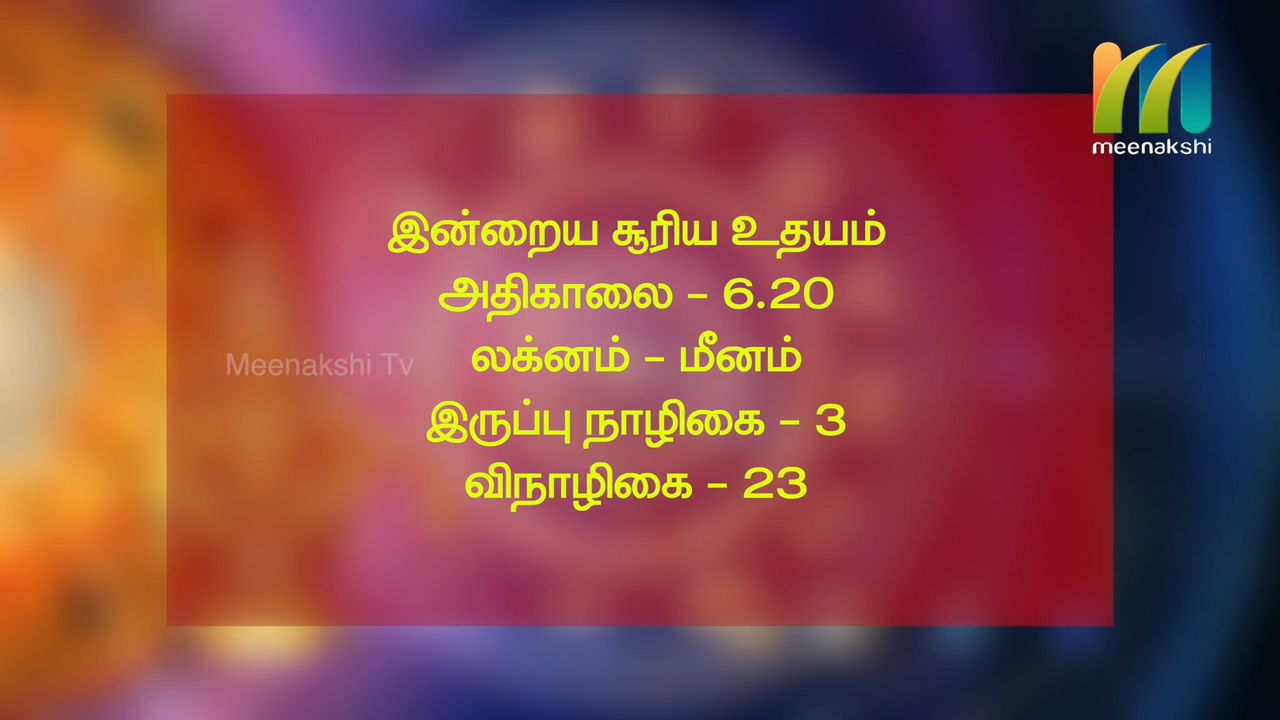 meenakshi
இன்றைய சூரிய உதயம்
அதிகாலை – 6.20
லக்னம் – மீனம்
Meenakshi Tv
இருப்பு நாழிகை – 3
விநாழிகை – 23